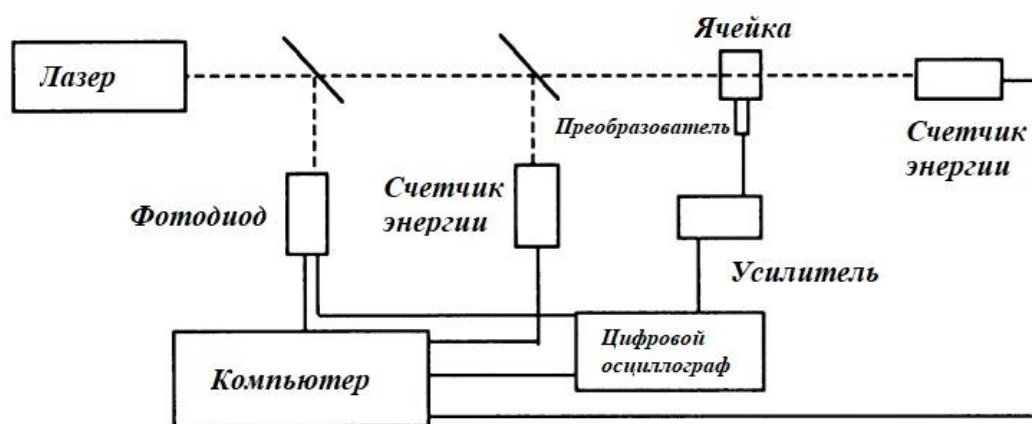 Ячейка
Лазер
Преобразователь
Счетчик
энергии
Фотодиод
Счетчик
энергии
Усилитель
Цифровой
осциллограф
Компьютер